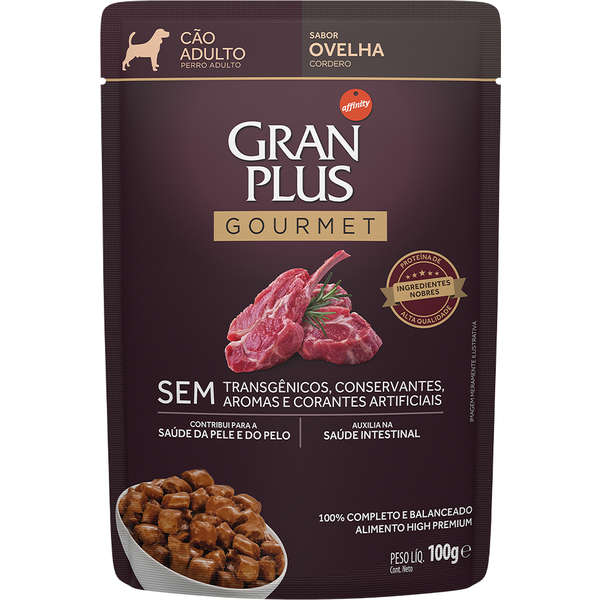 CÃO
ADULTO
PERRO ADULTO
SABOR
OVELHA
CORDERO
affinity
GRAN
PLUS
GOURMET
PROTEÍNA DE
INGREDIENTES
NOBRES
ALTA QUALIDADE
IMAGEM MERAMENTE ILUSTRATIVA
SEM TRANSGÊNICOS, CONSERVANTES,
AROMAS E CORANTES ARTIFICIAIS
CONTRIBUI PARA A
SAÚDE DA PELE E DO PELO
AUXILIA NA
SAÚDE INTESTINAL
100% COMPLETO E BALANCEADO
ALIMENTO HIGH PREMIUM
PESO LÍQ. 100g e
Cont. Neto